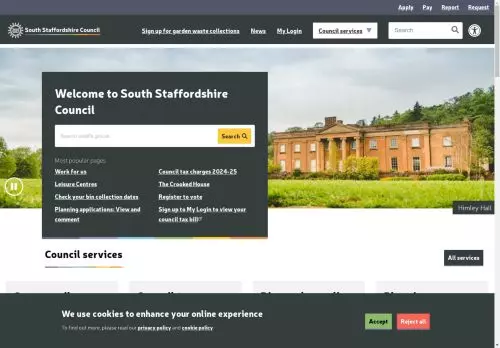 Apply Pay Report Request
South Staffordshire Council
Sign up for garden waste collections News My Login Council services Search
Welcome to South Staffordshire
Council
Search
Most popular pages
Work for us
Council tax charges 2024-25
Leisure Centres
The Crooked House
Check your bin collection dates
Register to vote
Planning applications: View and
comment
Sign up to My Login to view your
council tax bill
Himley Hall
Council services
All services
We use cookies to enhance your online experience
To find out more, please read our privacy policy and cookie policy.
Accept
Reject all